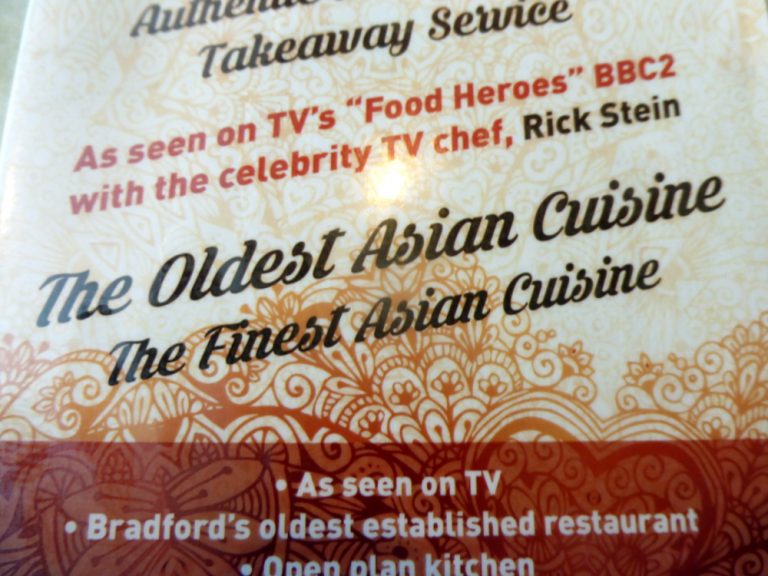 Authentic
Takeaway Service
As seen on TV's "Food Heroes" BBC2
with the celebrity TV chef, Rick Stein
The Oldest Asian Cuisine
The Finest Asian Cuisine
• As seen on TV
• Bradford's oldest established restaurant
• Open plan kitchen